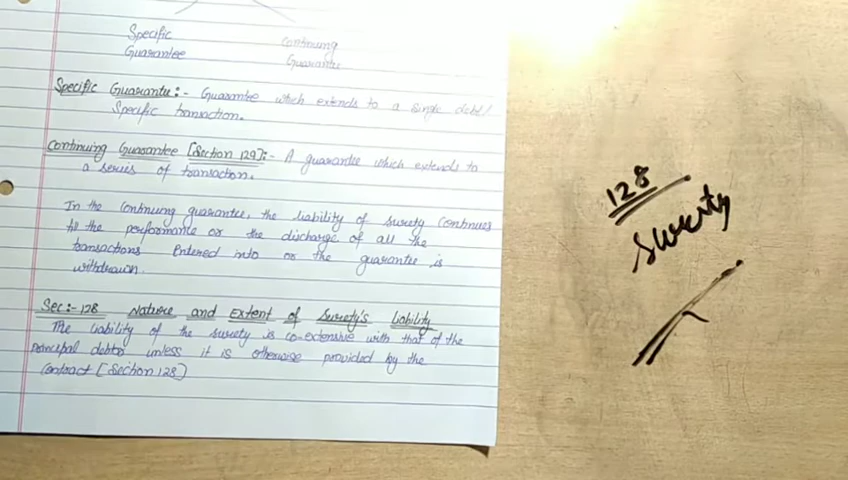 Specific
Guarantee
Continuing
Guarantee
Specific Guarantee:- Guarantee which extends to a single debt/
Specific transaction.
Continuing Guarantee [Section 129]:- A guarantee which extends to
a series of transaction.
In the Continuing guarantee, the liability of surety continues
till the performance or the discharge of all the
transactions Entered into or the guarantee is
withdrawn.
Sec:- 128 Nature and Extent of Surety's liability
The liability of the surety is co-extensive with that of the
principal debtor unless it is otherwise provided by the
contract [Section 128]
128
Surety